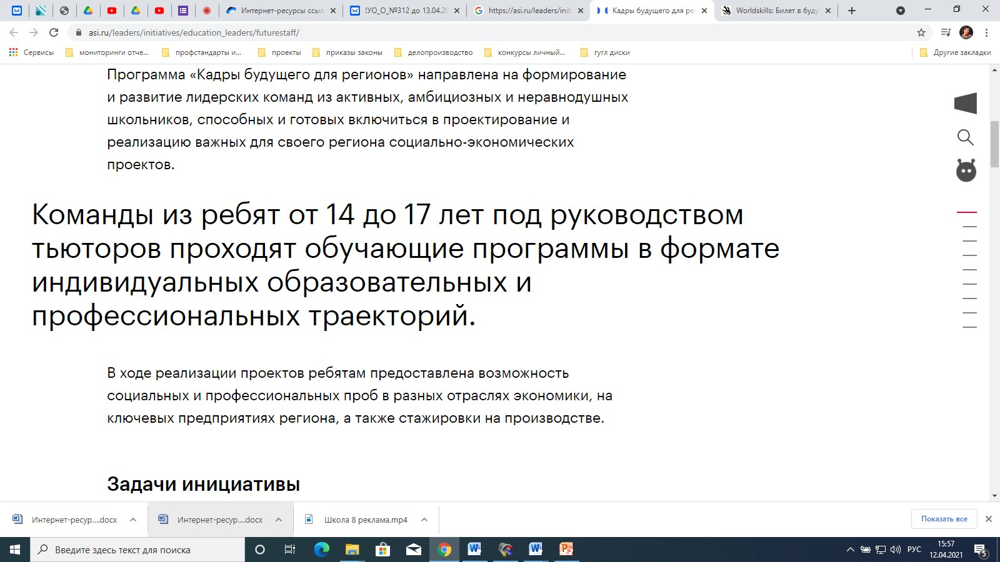 Интернет-ресурсы ссыл
!УО_О_№312 до 13.04.20
https://asi.ru/leaders/initi
Кадры будущего для рег
Worldskills: Билет в буду
asi.ru/leaders/initiatives/education_leaders/futurestaff/
Сервисы
мониторинги отче...
профстандарты и...
проекты
приказы законы
делопроизводство
конкурсы личный...
гугл диски
Другие закладки
Программа «Кадры будущего для регионов» направлена на формирование
и развитие лидерских команд из активных, амбициозных и неравнодушных
школьников, способных и готовых включиться в проектирование и
реализацию важных для своего региона социально-экономических
проектов.
Команды из ребят от 14 до 17 лет под руководством
тьюторов проходят обучающие программы в формате
индивидуальных образовательных и
профессиональных траекторий.
В ходе реализации проектов ребятам предоставлена возможность
социальных и профессиональных проб в разных отраслях экономики, на
ключевых предприятиях региона, а также стажировки на производстве.
Задачи инициативы
Интернет-ресур....docx
Интернет-ресур....docx
Школа 8 реклама.mp4
Показать все
Введите здесь текст для поиска
РУС
15:57
12.04.2021
5